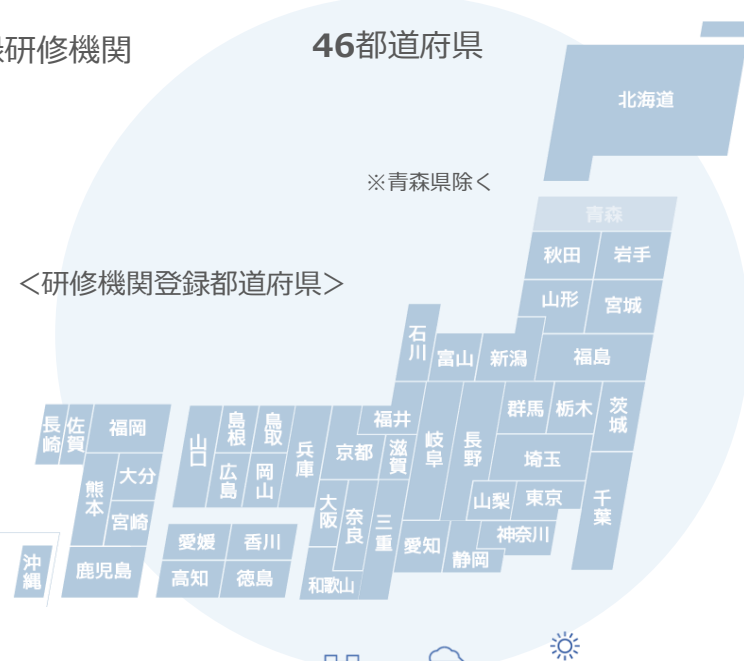 録研修機関
46都道府県
北海道
※青森県除く
青森
秋田
岩手
<研修機関登録都道府県>
山形
宮城
石川
富山
新潟
福島
長崎
佐賀
福岡
山口
島根
鳥取
兵庫
福井
京都
滋賀
岐阜
長野
群馬
栃木
茨城
埼玉
熊本
大分
広島
岡山
大阪
奈良
三重
山梨
東京
千葉
宮崎
愛媛
香川
愛知
静岡
神奈川
沖縄
鹿児島
高知
徳島
和歌山